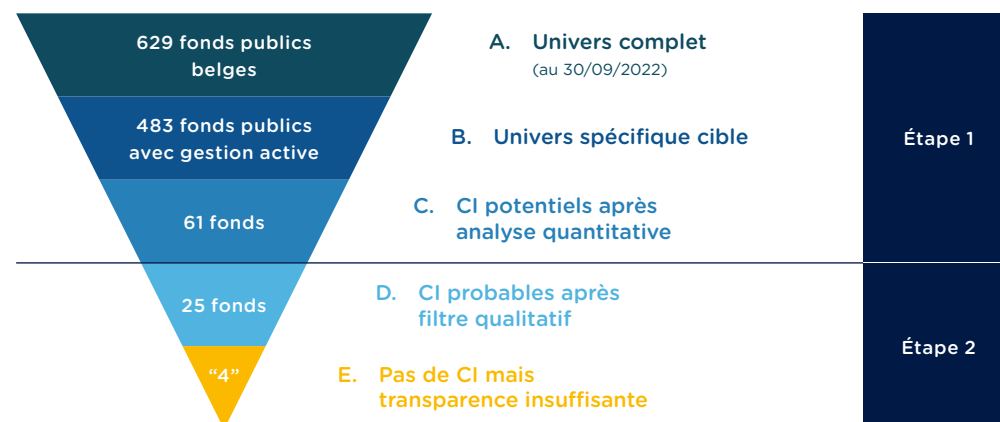 629 fonds publics
belges
A. Univers complet
(au 30/09/2022)
483 fonds publics
avec gestion active
B. Univers spécifique cible
Étape 1
61 fonds
C. CI potentiels après
analyse quantitative
25 fonds
D. CI probables après
filtre qualitatif
Étape 2
“4”
E. Pas de CI mais
transparence insuffisante